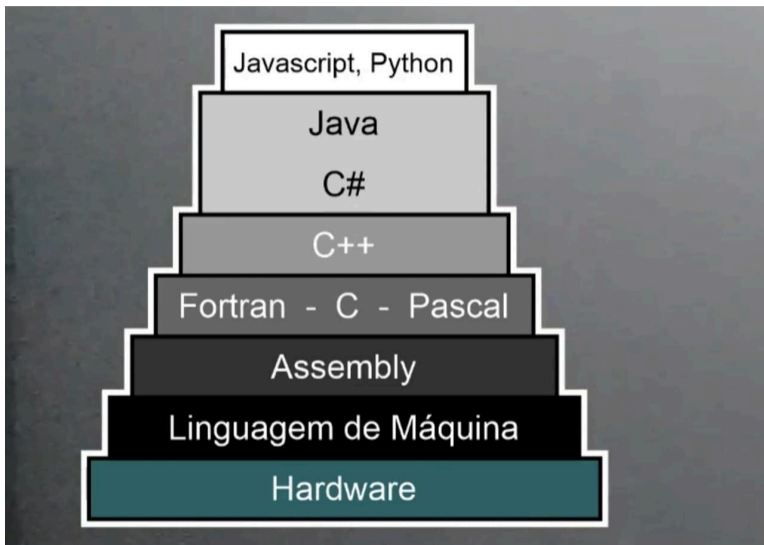 Javascript, Python
Java
C#
C++
Fortran - C - Pascal
Assembly
Linguagem de Máquina
Hardware